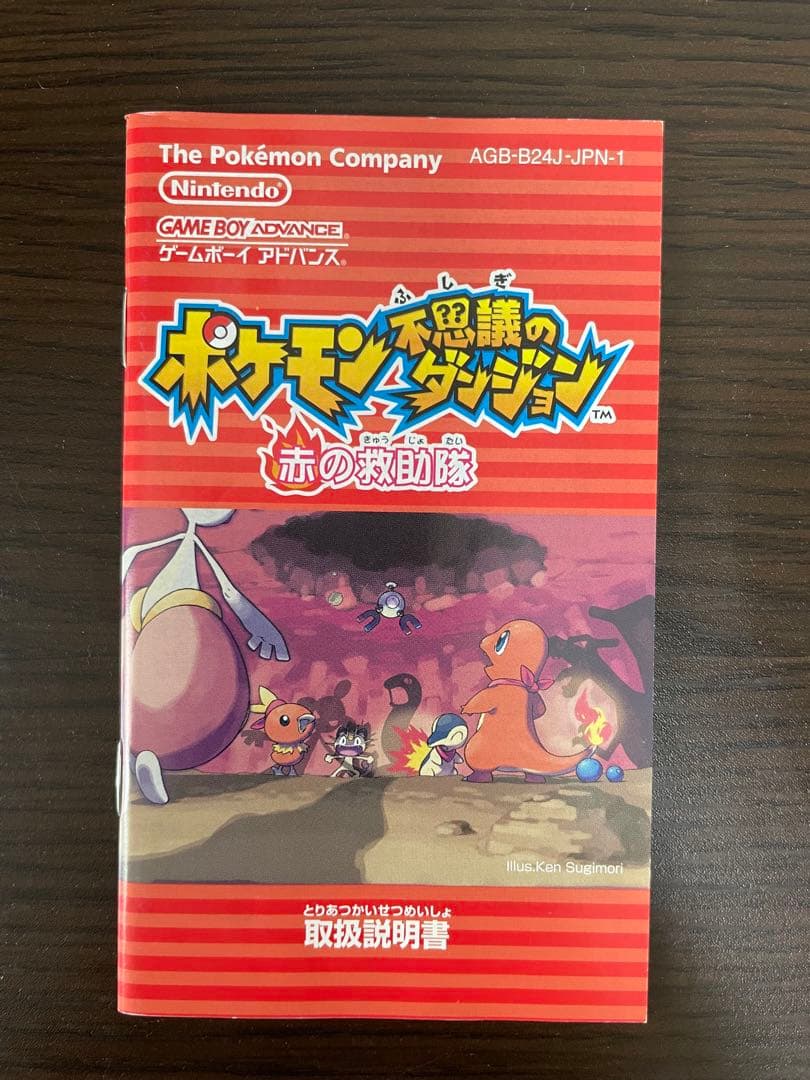 The Pokémon Company AGB-B24J-JPN-1
Nintendo®
GAME BOY ADVANCE®
ゲームボーイ アドバンス®
ふしぎ
ポケモン不思議の
ダンジョン™
きゅうじょたい
赤の救助隊
Illus.Ken Sugimori
とりあつかいせつめいしょ
取扱説明書